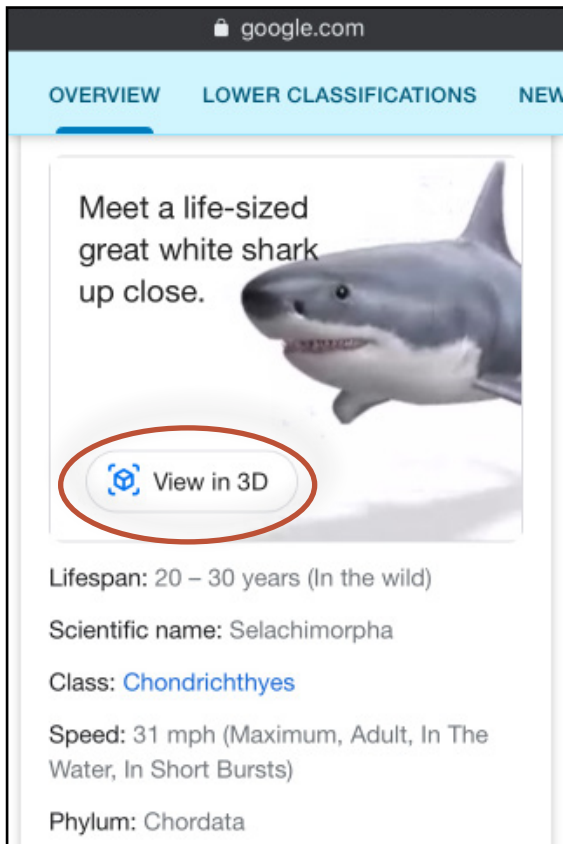 google.com
OVERVIEW LOWER CLASSIFICATIONS NEW
Meet a life-sized
great white shark
up close.
View in 3D
Lifespan: 20 – 30 years (In the wild)
Scientific name: Selachimorpha
Class: Chondrichthyes
Speed: 31 mph (Maximum, Adult, In The
Water, In Short Bursts)
Phylum: Chordata